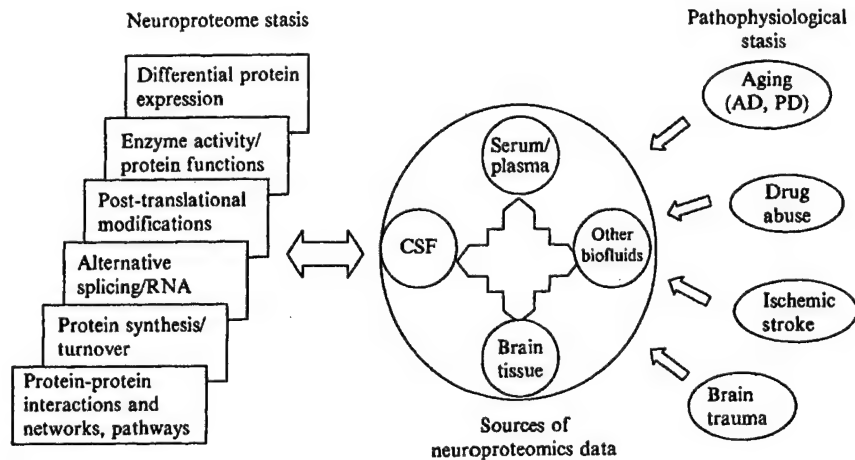 Neuroproteome stasis
Differential protein
expression
Enzyme activity/
protein functions
Post-translational
modifications
Alternative
splicing/RNA
Protein synthesis/
turnover
Protein-protein
interactions and
networks, pathways
Serum/
plasma
CSF
Other
biofluids
Brain
tissue
Sources of
neuroproteomics data
Pathophysiological
stasis
Aging
(AD, PD)
Drug
abuse
Ischemic
stroke
Brain
trauma